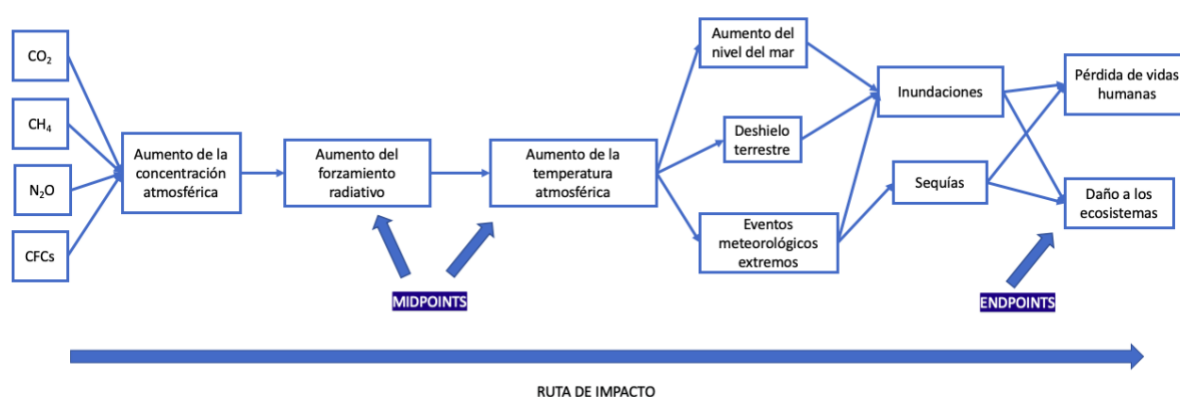 CO₂
CH₄
N₂O
CFCs
Aumento de la
concentración
atmosférica
Aumento del
forzamiento
radiativo
Aumento de la
temperatura
atmosférica
Aumento del
nivel del mar
Deshielo
terrestre
Eventos
meteorológicos
extremos
Inundaciones
Sequías
Pérdida de vidas
humanas
Daño a los
ecosistemas
MIDPOINTS
ENDPOINTS
RUTA DE IMPACTO